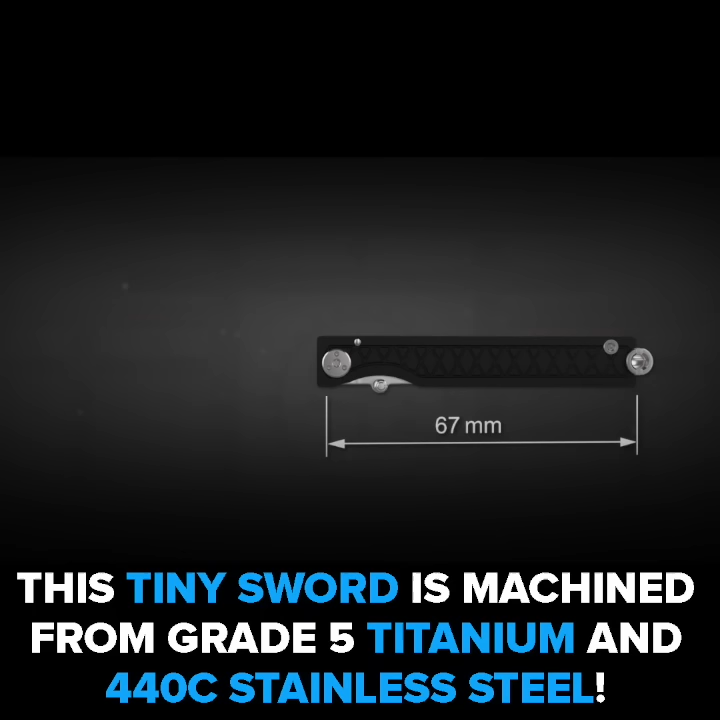 67 mm
THIS TINY SWORD IS MACHINED
FROM GRADE 5 TITANIUM AND
440C STAINLESS STEEL!